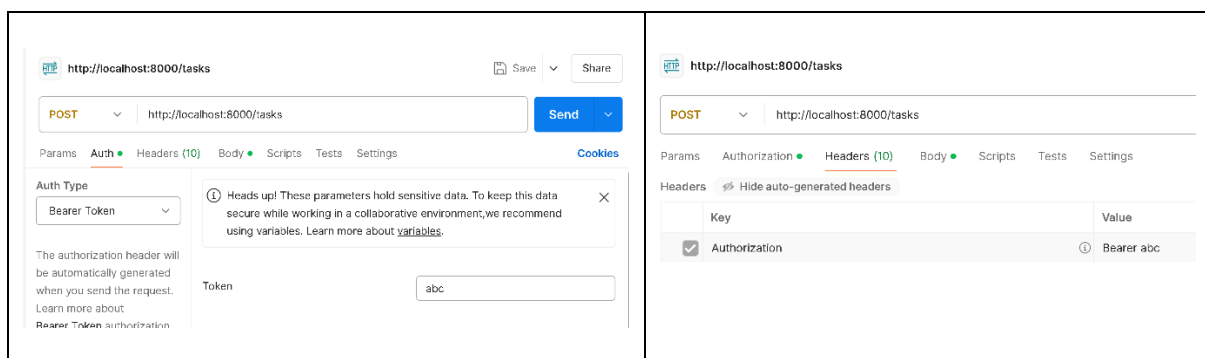 HTTP http://localhost:8000/tasks Save Share
POST http://localhost:8000/tasks Send
Params Auth Headers (10) Body Scripts Tests Settings Cookies
Auth Type
Bearer Token
The authorization header will
be automatically generated
when you send the request.
Learn more about
Bearer Token authorization
Heads up! These parameters hold sensitive data. To keep this data
secure while working in a collaborative environment,we recommend
using variables. Learn more about variables.
Token abc
HTTP http://localhost:8000/tasks
POST http://localhost:8000/tasks
Params Authorization Headers (10) Body Scripts Tests Settings
Headers Hide auto-generated headers
Key Value
Authorization Bearer abc